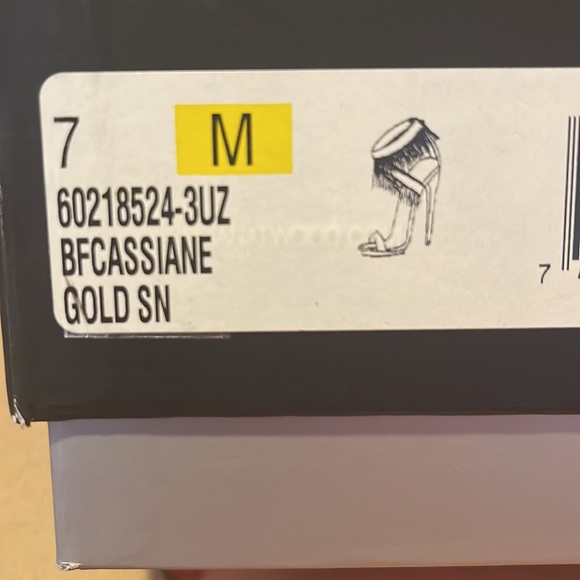 7 M
60218524-3UZ
BFCASSIANE
GOLD SN
7